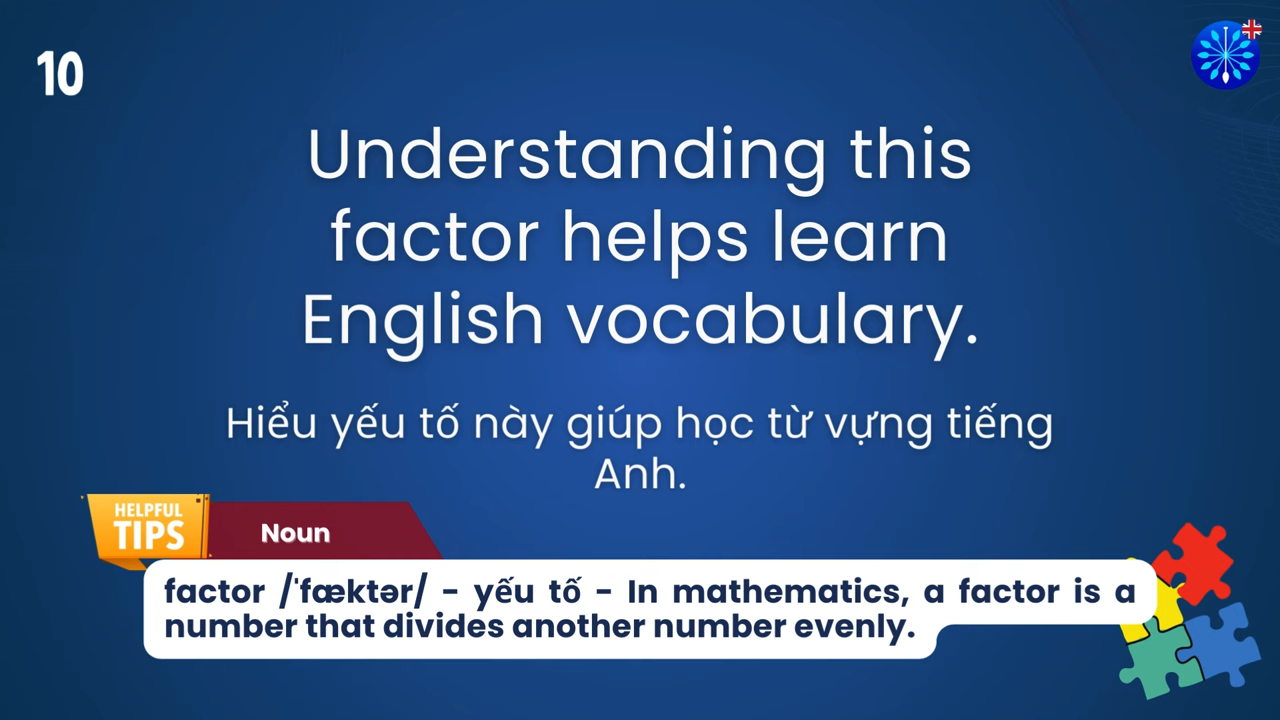 10
Understanding this
factor helps learn
English vocabulary.
Hiểu yếu tố này giúp học từ vựng tiếng
Anh.
HELPFUL
TIPS
Noun
factor /ˈfæktər/ - yếu tố - In mathematics, a factor is a
number that divides another number evenly.